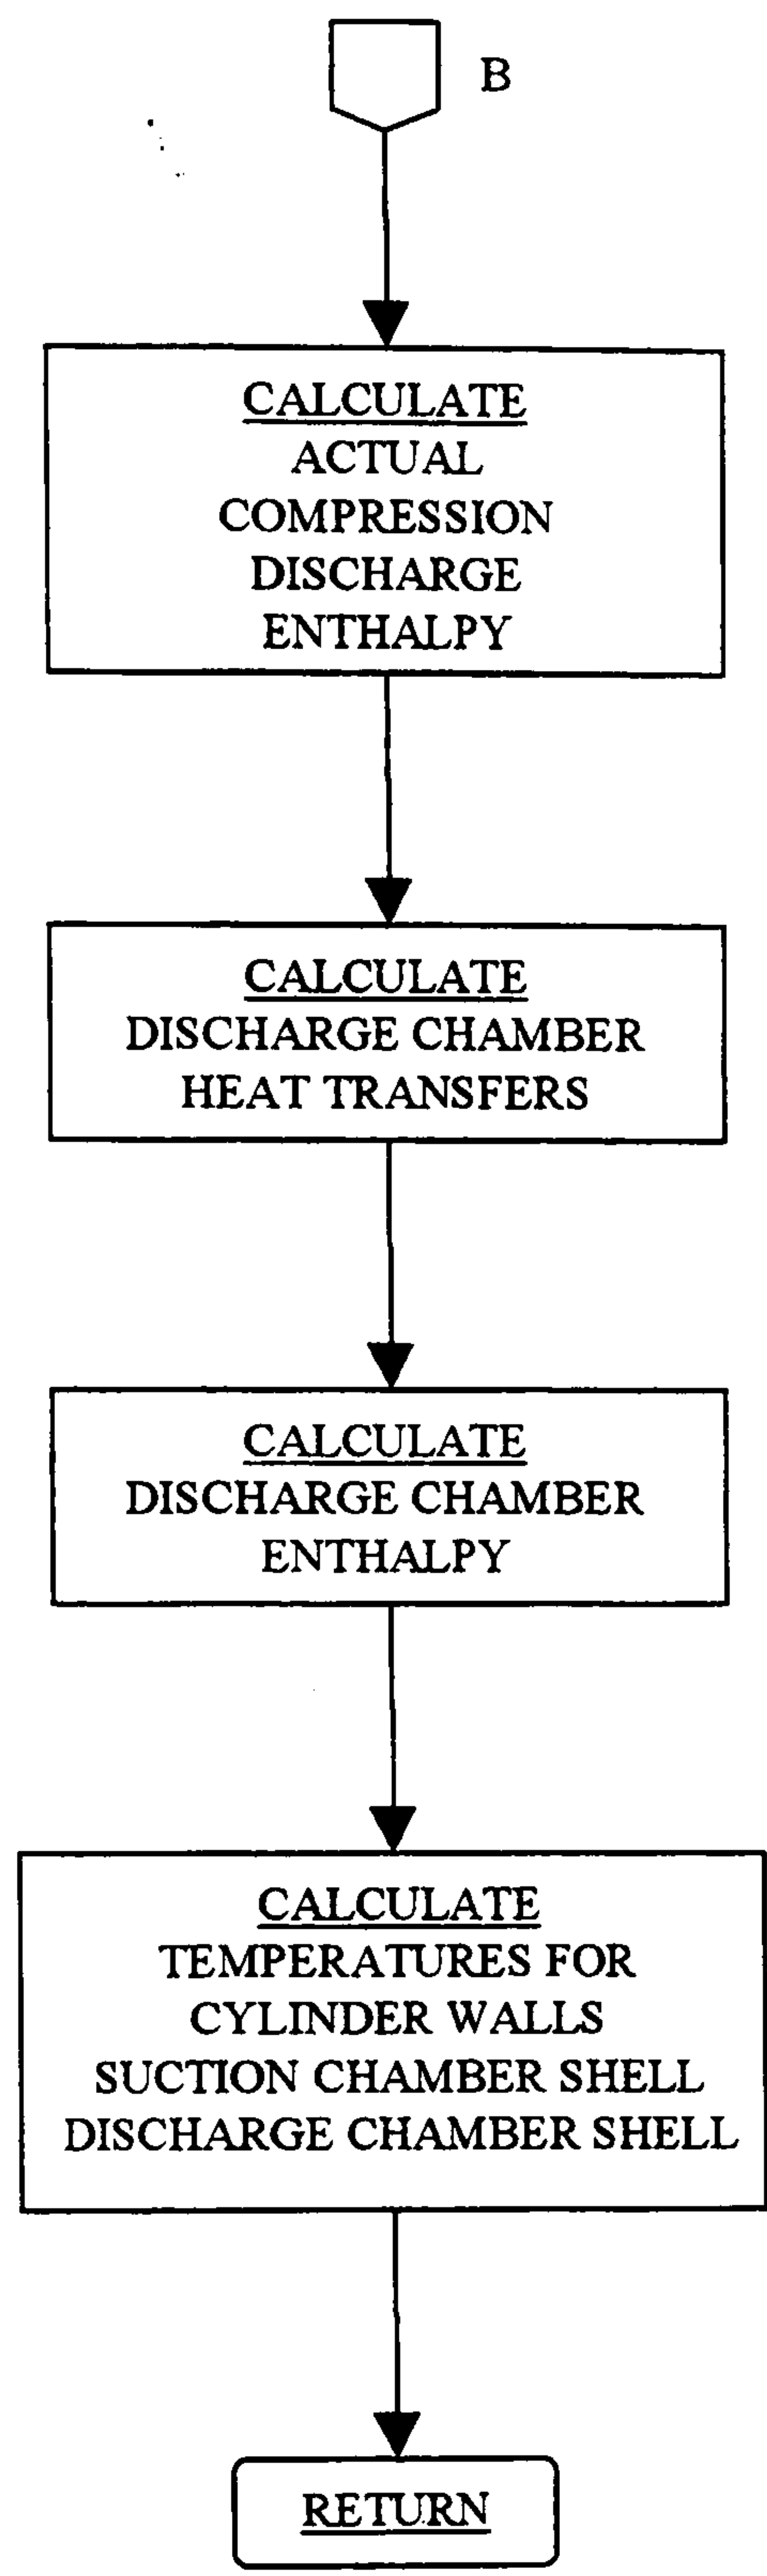 B
CALCULATE
ACTUAL
COMPRESSION
DISCHARGE
ENTHALPY
CALCULATE
DISCHARGE CHAMBER
HEAT TRANSFERS
CALCULATE
DISCHARGE CHAMBER
ENTHALPY
CALCULATE
TEMPERATURES FOR
CYLINDER WALLS
SUCTION CHAMBER SHELL
DISCHARGE CHAMBER SHELL
RETURN